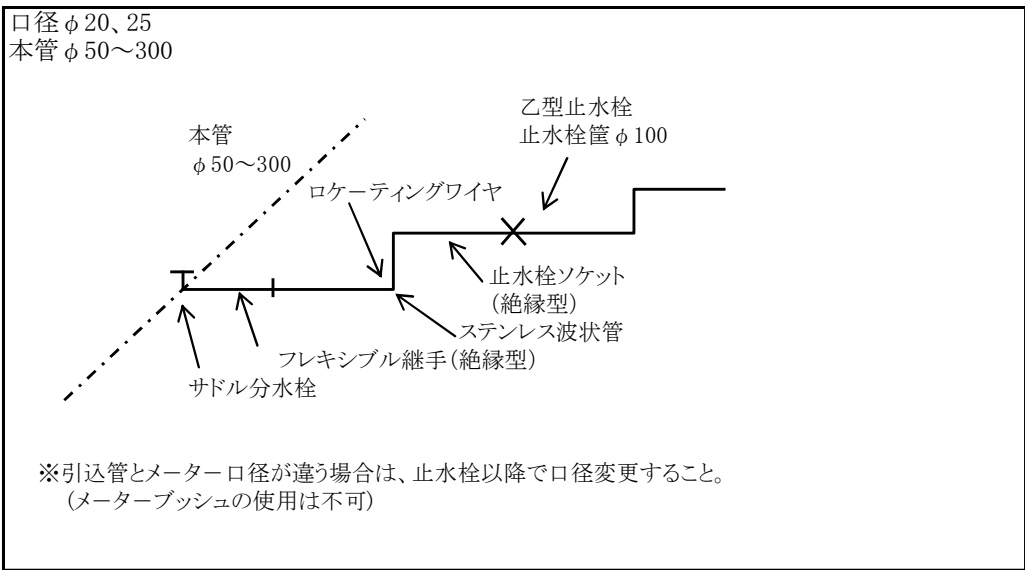 口径φ20、25
本管φ50～300
乙型止水栓
止水栓筐φ100
本管
φ50～300
ロケーティングワイヤ
止水栓ソケット
(絶縁型)
ステンレス波状管
フレキシブル継手(絶縁型)
サドル分水栓
※引込管とメーター口径が違う場合は、止水栓以降で口径変更すること。
(メーターブッシュの使用は不可)